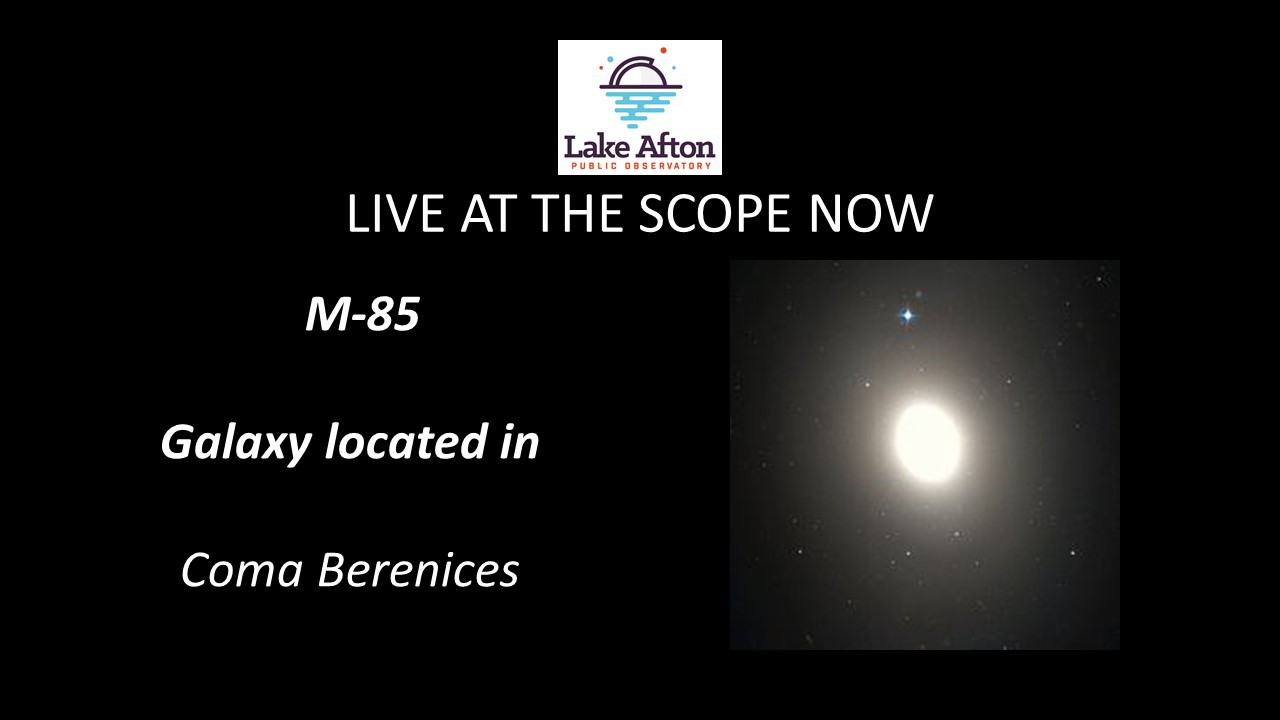 Lake Afton
PUBLIC OBSERVATORY
LIVE AT THE SCOPE NOW
M-85
Galaxy located in
Coma Berenices